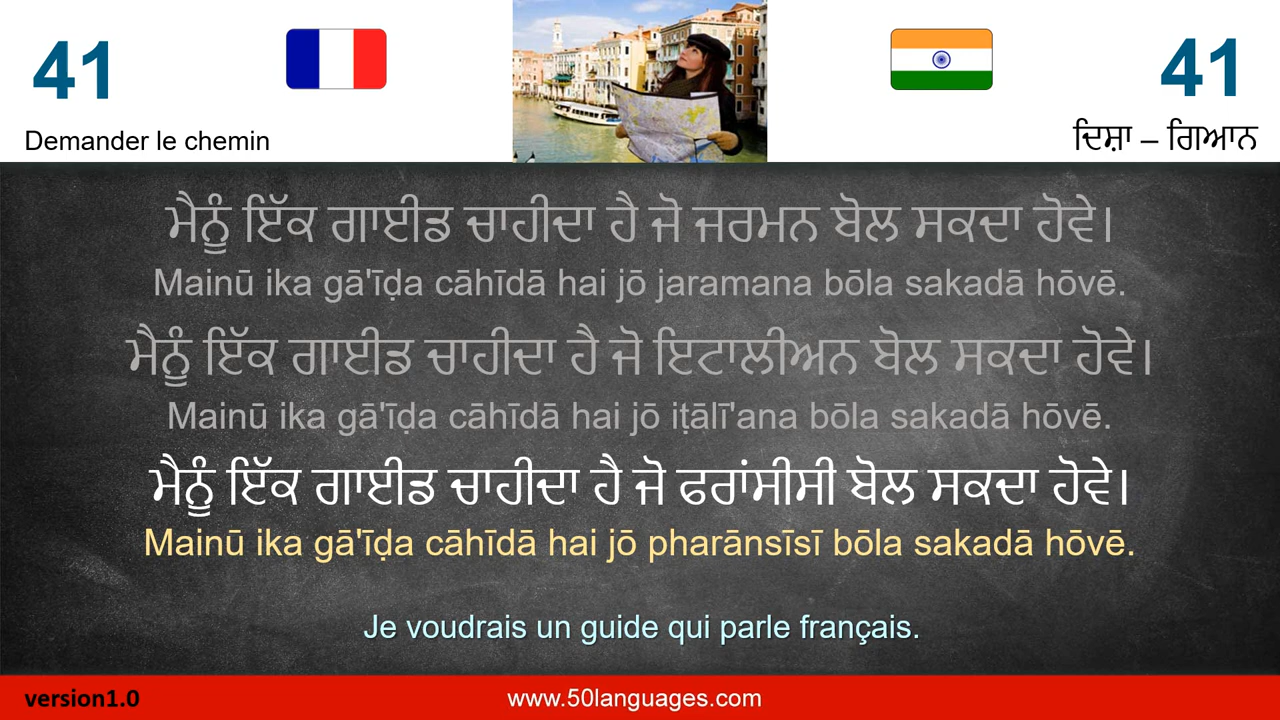 41
41
Demander le chemin
ਦਿਸ਼ਾ – ਗਿਆਨ
ਮੈਨੂੰ ਇੱਕ ਗਾਈਡ ਚਾਹੀਦਾ ਹੈ ਜੋ ਜਰਮਨ ਬੋਲ ਸਕਦਾ ਹੋਵੇ।
Mainū ika gā'īḍa cāhīdā hai jō jaramana bōla sakadā hōvē.
ਮੈਨੂੰ ਇੱਕ ਗਾਈਡ ਚਾਹੀਦਾ ਹੈ ਜੋ ਇਟਾਲੀਅਨ ਬੋਲ ਸਕਦਾ ਹੋਵੇ।
Mainū ika gā'īḍa cāhīdā hai jō iṭālī'ana bōla sakadā hōvē.
ਮੈਨੂੰ ਇੱਕ ਗਾਈਡ ਚਾਹੀਦਾ ਹੈ ਜੋ ਫਰਾਂਸੀਸੀ ਬੋਲ ਸਕਦਾ ਹੋਵੇ।
Mainū ika gā'īḍa cāhīdā hai jō pharānsīsī bōla sakadā hōvē.
Je voudrais un guide qui parle français.
version1.0
www.50languages.com